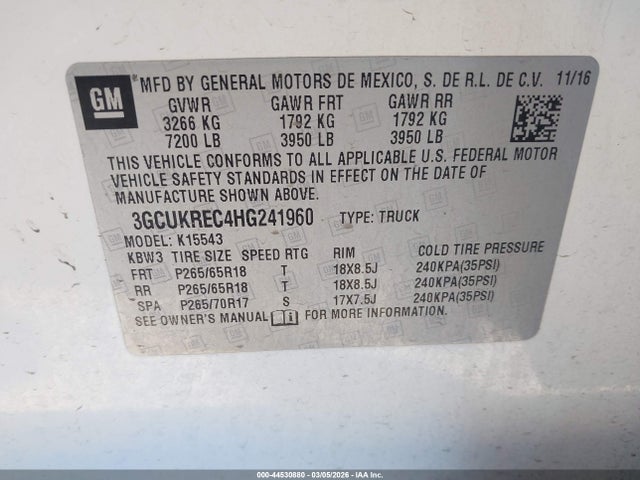 GM
MFD BY GENERAL MOTORS DE MEXICO, S. DE R.L. DE C.V. 11/16
GVWR GAWR FRT GAWR RR
3266 KG 1792 KG 1792 KG
7200 LB 3950 LB 3950 LB
THIS VEHICLE CONFORMS TO ALL APPLICABLE U.S. FEDERAL MOTOR
VEHICLE SAFETY STANDARDS IN EFFECT ON THE DATE OF
MANUFACTURE SHOWN ABOVE.
3GCUKREC4HG241960 TYPE: TRUCK
MODEL: K15543
KBW3 TIRE SIZE SPEED RTG RIM COLD TIRE PRESSURE
FRT P265/65R18 T 18X8.5J 240KPA(35PSI)
RR P265/65R18 T 18X8.5J 240KPA(35PSI)
SPA P265/70R17 S 17X7.5J 240KPA(35PSI)
SEE OWNER'S MANUAL FOR MORE INFORMATION.
000-44530880 - 03/05/2026 - IAAI.COM